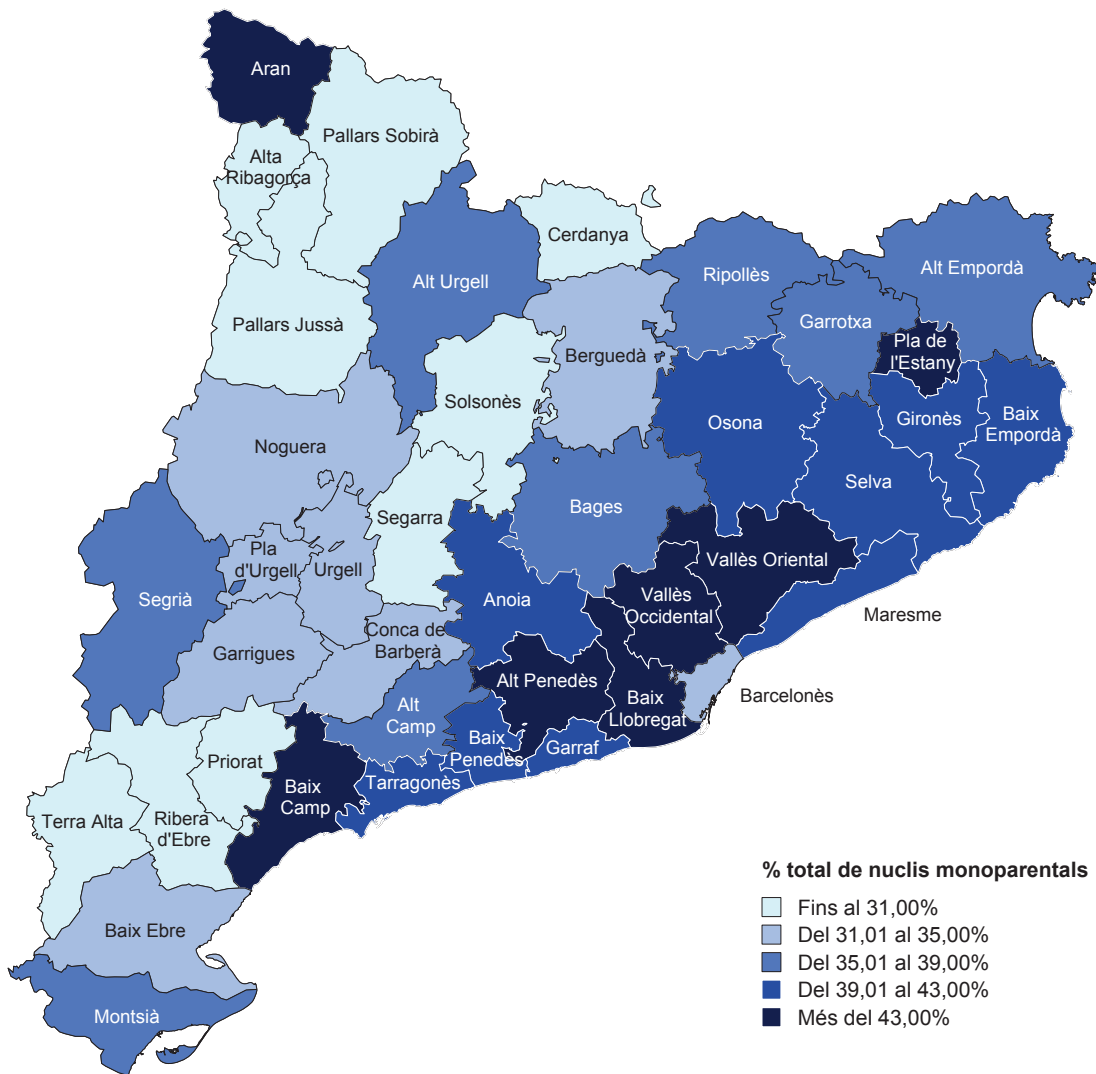 Aran
Pallars Sobirà
Alta
Ribagorça
Cerdanya
Alt Urgell
Ripollès
Alt Empordà
Pallars Jussà
Garrotxa
Berguedà
Pla de
l'Estany
Solsonès
Osona
Gironès
Baix
Empordà
Noguera
Selva
Bages
Segarra
Pla
d'Urgell
Urgell
Vallès Oriental
Segrià
Anoia
Vallès
Occidental
Maresme
Conca de
Barberà
Garrigues
Alt Penedès
Baix
Llobregat
Barcelonès
Alt
Camp
Baix
Penedès
Garraf
Priorat
Baix
Camp
Tarragonès
Terra Alta
Ribera
d'Ebre
Baix Ebre
Montsià
% total de nuclis monoparentals
Fins al 31,00%
Del 31,01 al 35,00%
Del 35,01 al 39,00%
Del 39,01 al 43,00%
Més del 43,00%